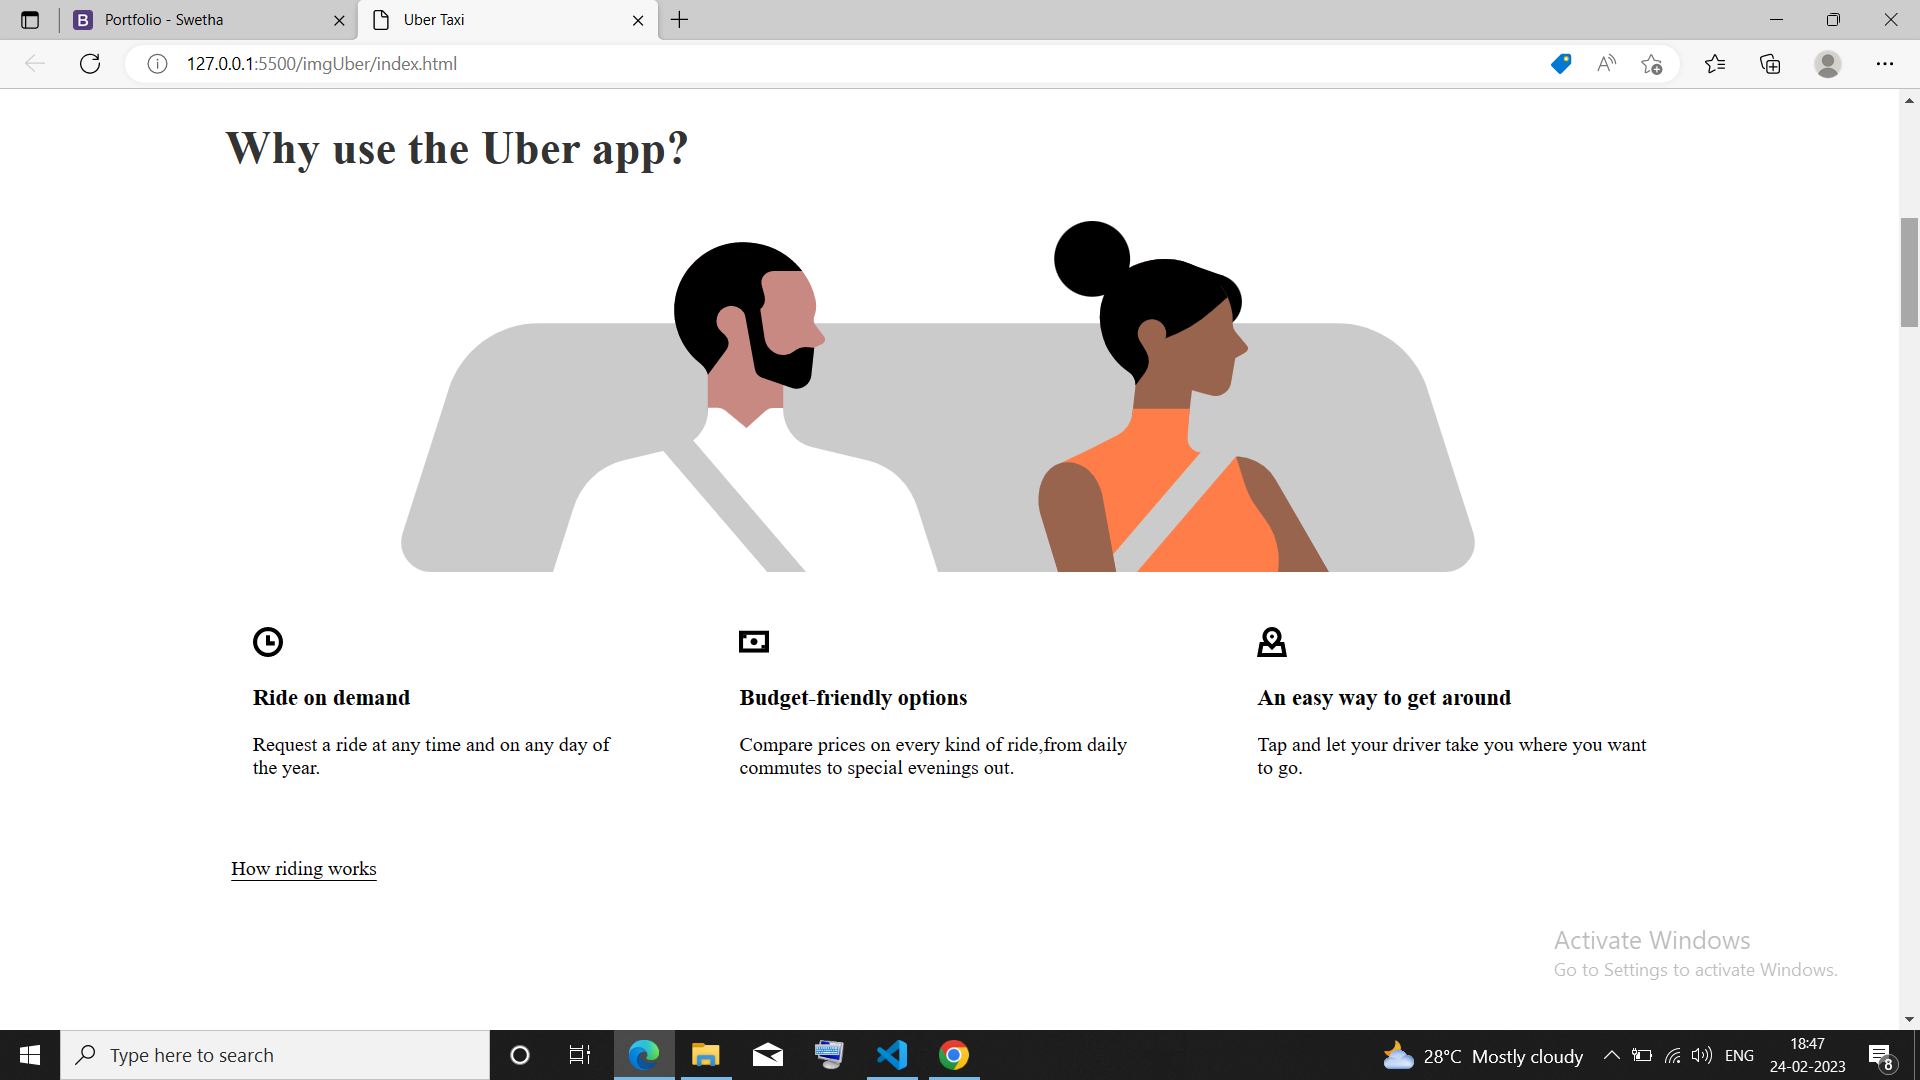 Portfolio - Swetha
Uber Taxi
127.0.0.1:5500/imgUber/index.html
Why use the Uber app?
Ride on demand
Request a ride at any time and on any day of
the year.
Budget-friendly options
Compare prices on every kind of ride,from daily
commutes to special evenings out.
An easy way to get around
Tap and let your driver take you where you want
to go.
How riding works
Activate Windows
Go to Settings to activate Windows.
Type here to search
28°C Mostly cloudy
ENG
18:47
24-02-2023
8